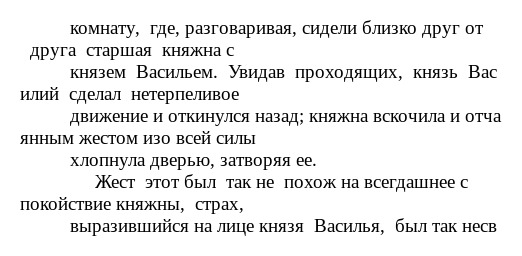 комнату, где, разговаривая, сидели близко друг от
друга старшая княжна с
князем Васильем. Увидав проходящих, князь Вас
илий сделал нетерпеливое
движение и откинулся назад; княжна вскочила и отча
янным жестом изо всей силы
хлопнула дверью, затворяя ее.
Жест этот был так не похож на всегдашнее с
покойствие княжны, страх,
выразившийся на лице князя Василья, был так несв